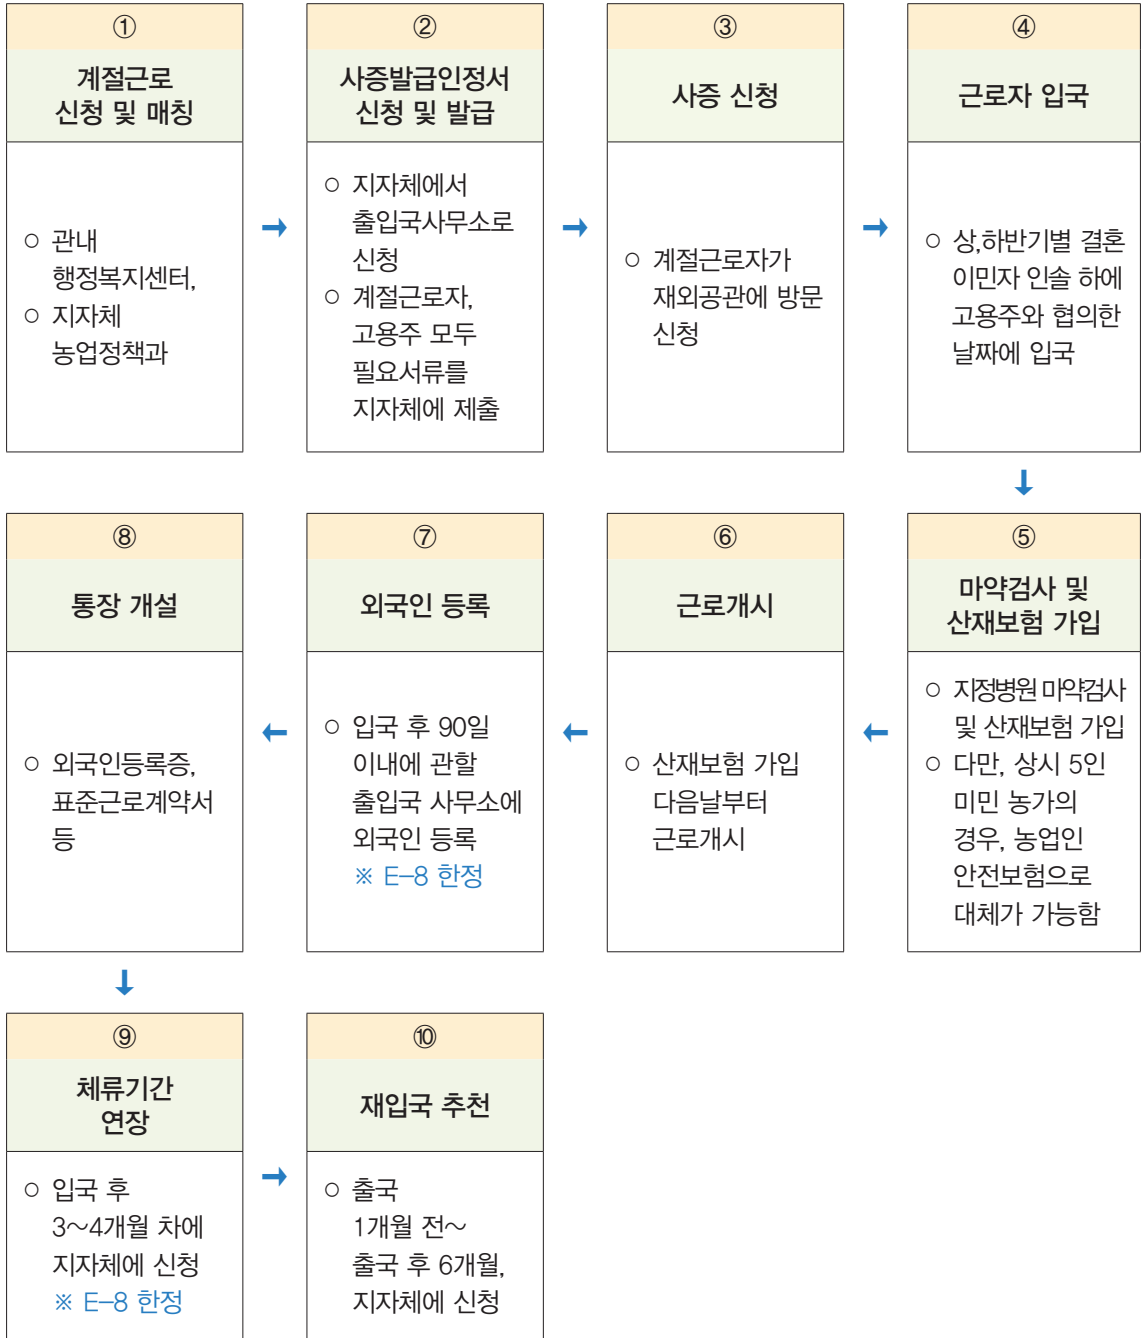 ①
계절근로
신청 및 매칭
○ 관내
행정복지센터,
○ 지자체
농업정책과
➡
②
사증발급인정서
신청 및 발급
○ 지자체에서
출입국사무소로
신청
○ 계절근로자,
고용주 모두
필요서류를
지자체에 제출
➡
③
사증 신청
○ 계절근로자가
재외공관에 방문
신청
➡
④
근로자 입국
○ 상,하반기별 결혼
이민자 인솔 하에
고용주와 협의한
날짜에 입국
⬇
⑤
마약검사 및
산재보험 가입
○ 지정병원 마약검사
및 산재보험 가입
○ 다만, 상시 5인
미민 농가의
경우, 농업인
안전보험으로
대체가 가능함
⬅
⑥
근로개시
○ 산재보험 가입
다음날부터
근로개시
⬅
⑦
외국인 등록
○ 입국 후 90일
이내에 관할
출입국 사무소에
외국인 등록
※ E-8 한정
⬅
⑧
통장 개설
○ 외국인등록증,
표준근로계약서
등
⬇
⑨
체류기간
연장
○ 입국 후
3~4개월 차에
지자체에 신청
※ E-8 한정
➡
⑩
재입국 추천
○ 출국
1개월 전~
출국 후 6개월,
지자체에 신청